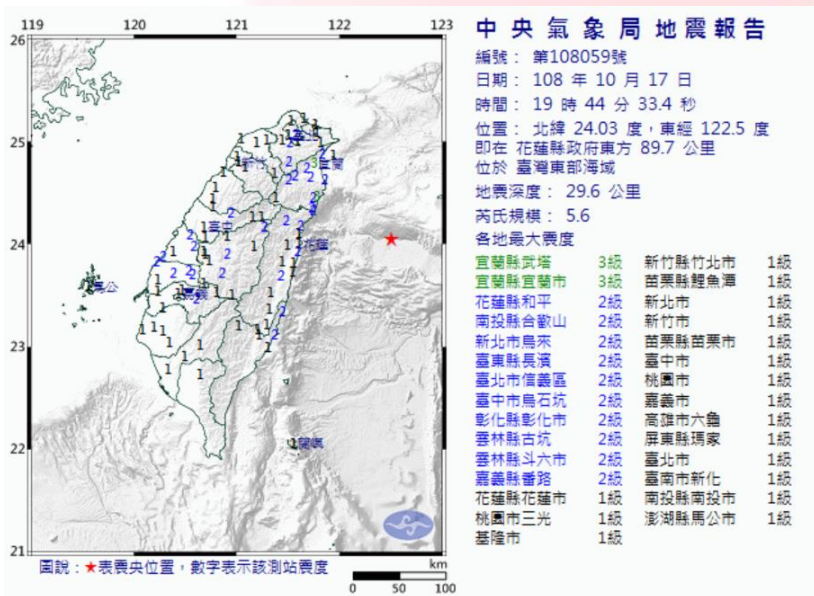 中央氣象局地震報告
編號： 第108059號
日期： 108 年 10 月 17 日
時間： 19 時 44 分 33.4 秒
位置： 北緯 24.03 度，東經 122.5 度
即在 花蓮縣政府東方 89.7 公里
位於 臺灣東部海域
地震深度： 29.6 公里
芮氏規模： 5.6
各地最大震度
宜蘭縣武塔 3級 新竹縣竹北市 1級
宜蘭縣宜蘭市 3級 苗栗縣鯉魚潭 1級
花蓮縣和平 2級 新北市 1級
南投縣合歡山 2級 新竹市 1級
新北市烏來 2級 苗栗縣苗栗市 1級
臺東縣長濱 2級 臺中市 1級
臺北市信義區 2級 桃園市 1級
臺中市烏石坑 2級 嘉義市 1級
彰化縣彰化市 2級 高雄市六龜 1級
雲林縣古坑 2級 屏東縣瑪家 1級
雲林縣斗六市 2級 臺北市 1級
嘉義縣番路 2級 臺南市新化 1級
花蓮縣花蓮市 1級 南投縣南投市 1級
桃園市三光 1級 澎湖縣馬公市 1級
基隆市 1級
119 120 121 122 123
26
25
24
23
22
21
新竹
宜蘭
臺中
花蓮
馬公
嘉義
蘭嶼
圖說：★表震央位置，數字表示該測站震度
km
0 50 100